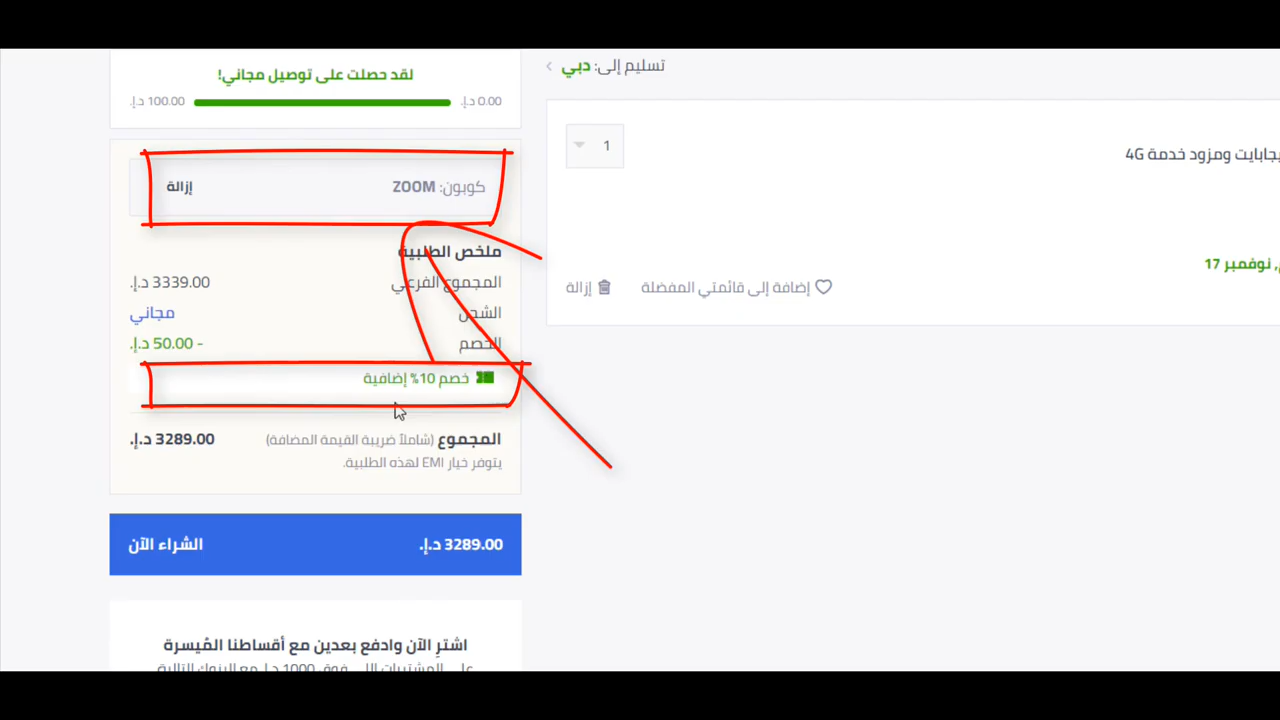 تسليم إلى: دبي
1
ومزود خدمة 4G
نوفمبر 17
إضافة إلى قائمتي المفضلة
إزالة
لقد حصلت على توصيل مجاني!
0.00 د.إ.
100.00 د.إ.
كوبون: ZOOM
إزالة
ملخص الطلبية
المجموع الفرعي
3339.00 د.إ.
الشحن
مجاني
الخصم
- 50.00 د.إ.
خصم 10% إضافية
المجموع (شاملاً ضريبة القيمة المضافة)
3289.00 د.إ.
يتوفر خيار EMI لهذه الطلبية.
3289.00 د.إ.
الشراء الآن
اشترِ الآن وادفع بعدين مع أقساطنا المُيسرة